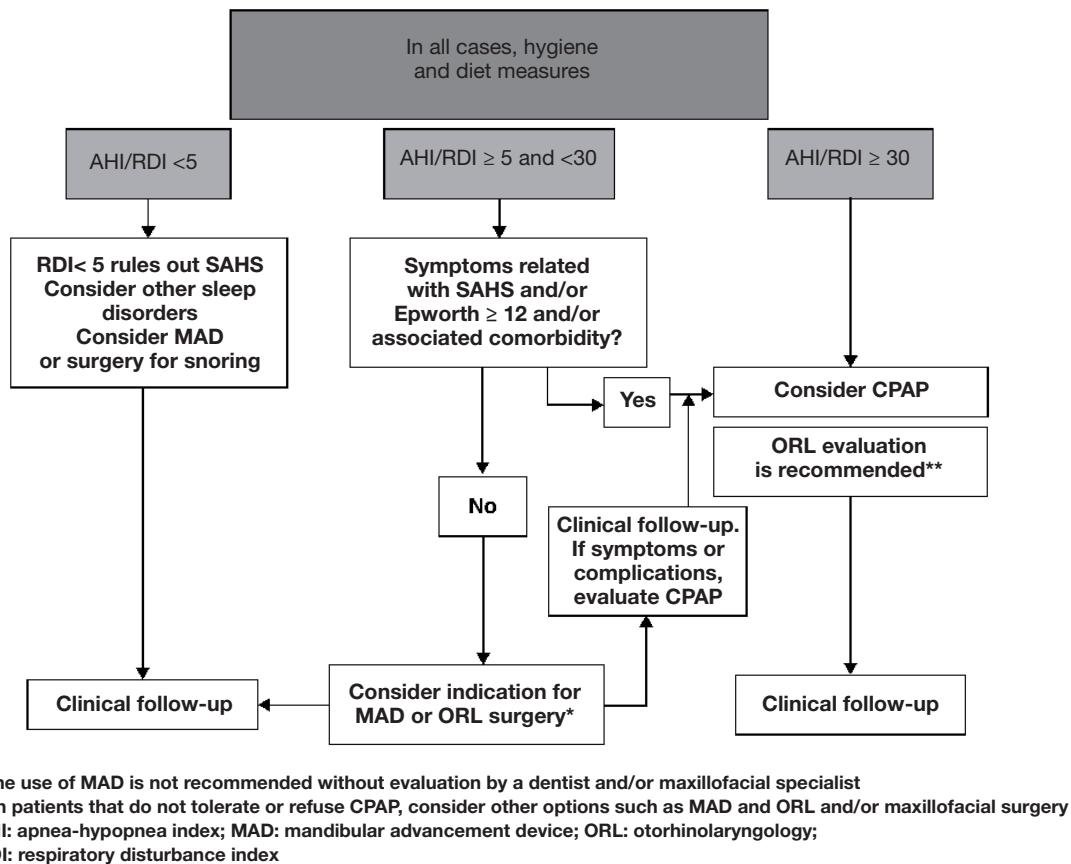 In all cases, hygiene
and diet measures
AHI/RDI <5
AHI/RDI ≥ 5 and <30
AHI/RDI ≥ 30
RDI< 5 rules out SAHS
Consider other sleep
disorders
Consider MAD
or surgery for snoring
Symptoms related
with SAHS and/or
Epworth ≥ 12 and/or
associated comorbidity?
Yes
Consider CPAP
ORL evaluation
is recommended**
No
Clinical follow-up.
If symptoms or
complications,
evaluate CPAP
Clinical follow-up
Consider indication for
MAD or ORL surgery*
Clinical follow-up
use of MAD is not recommended without evaluation by a dentist and/or maxillofacial specialist
patients that do not tolerate or refuse CPAP, consider other options such as MAD and ORL and/or maxillofacial surgery
apnea-hypopnea index; MAD: mandibular advancement device; ORL: otorhinolaryngology;
respiratory disturbance index